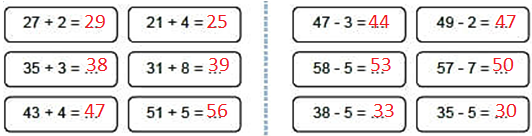 27 + 2 = 29 21 + 4 = 25 47 - 3 = 44 49 - 2 = 47
35 + 3 = 38 31 + 8 = 39 58 - 5 = 53 57 - 7 = 50
43 + 4 = 47 51 + 5 = 56 38 - 5 = 33 35 - 5 = 30